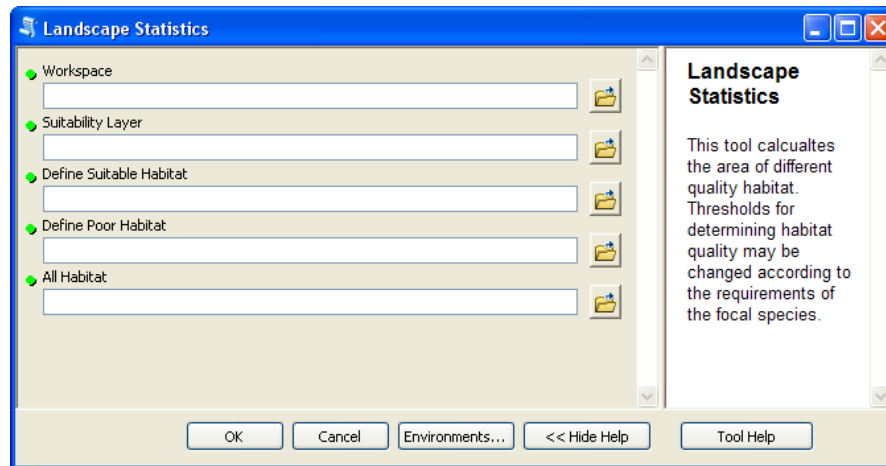 Landscape Statistics
Workspace
Suitability Layer
Define Suitable Habitat
Define Poor Habitat
All Habitat
Landscape
Statistics
This tool calcualtes
the area of different
quality habitat.
Thresholds for
determining habitat
quality may be
changed according to
the requirements of
the focal species.
OK
Cancel
Environments...
<< Hide Help
Tool Help